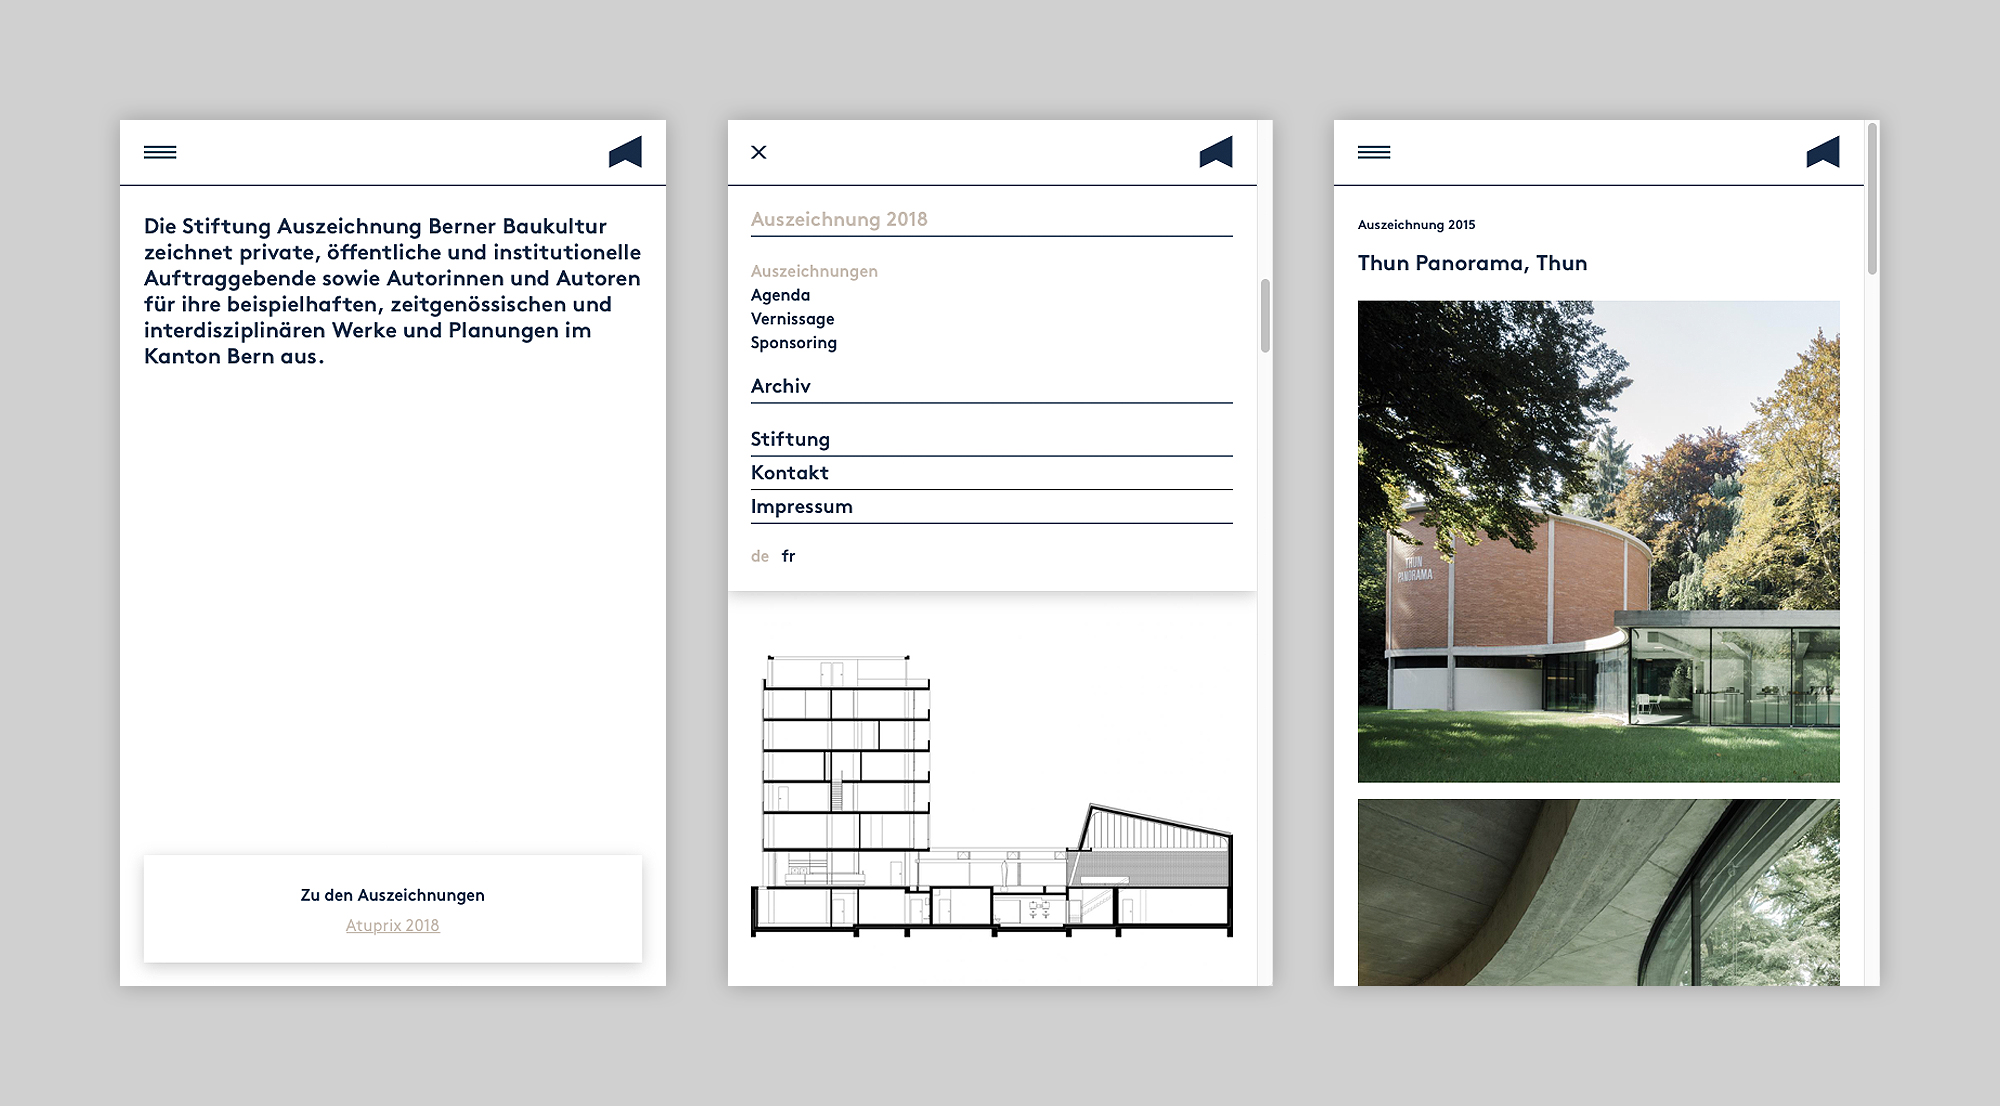 Die Stiftung Auszeichnung Berner Baukultur
zeichnet private, öffentliche und institutionelle
Auftraggebende sowie Autorinnen und Autoren
für ihre beispielhaften, zeitgenössischen und
interdisziplinären Werke und Planungen im
Kanton Bern aus.
Zu den Auszeichnungen
Atuprix 2018
Auszeichnung 2018
Auszeichnungen
Agenda
Vernissage
Sponsoring
Archiv
Stiftung
Kontakt
Impressum
de fr
Auszeichnung 2015
Thun Panorama, Thun
THUN
PANORAMA